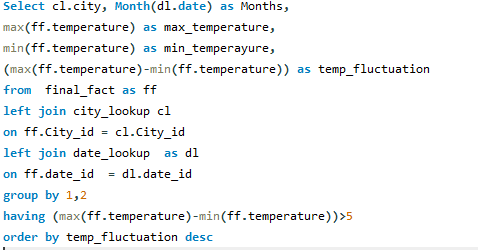 Select cl.city, Month(dl.date) as Months,
max(ff.temperature) as max_temperature,
min(ff.temperature) as min_temperayure,
(max(ff.temperature)-min(ff.temperature)) as temp_fluctuation
from  final_fact as ff
left join city_lookup cl
on ff.City_id = cl.City_id
left join date_lookup  as dl
on ff.date_id  = dl.date_id
group by 1,2
having (max(ff.temperature)-min(ff.temperature))>5
order by temp_fluctuation desc